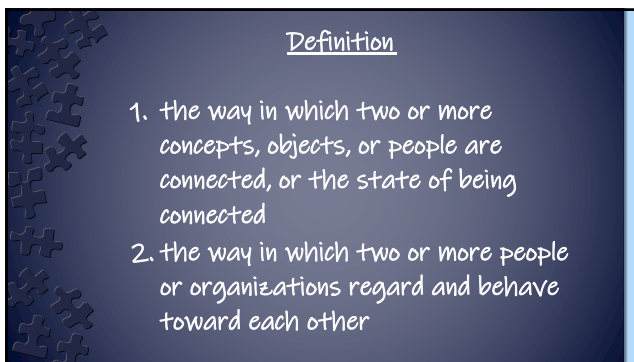 Definition
1. the way in which two or more
concepts, objects, or people are
connected, or the state of being
connected
2. the way in which two or more people
or organizations regard and behave
toward each other